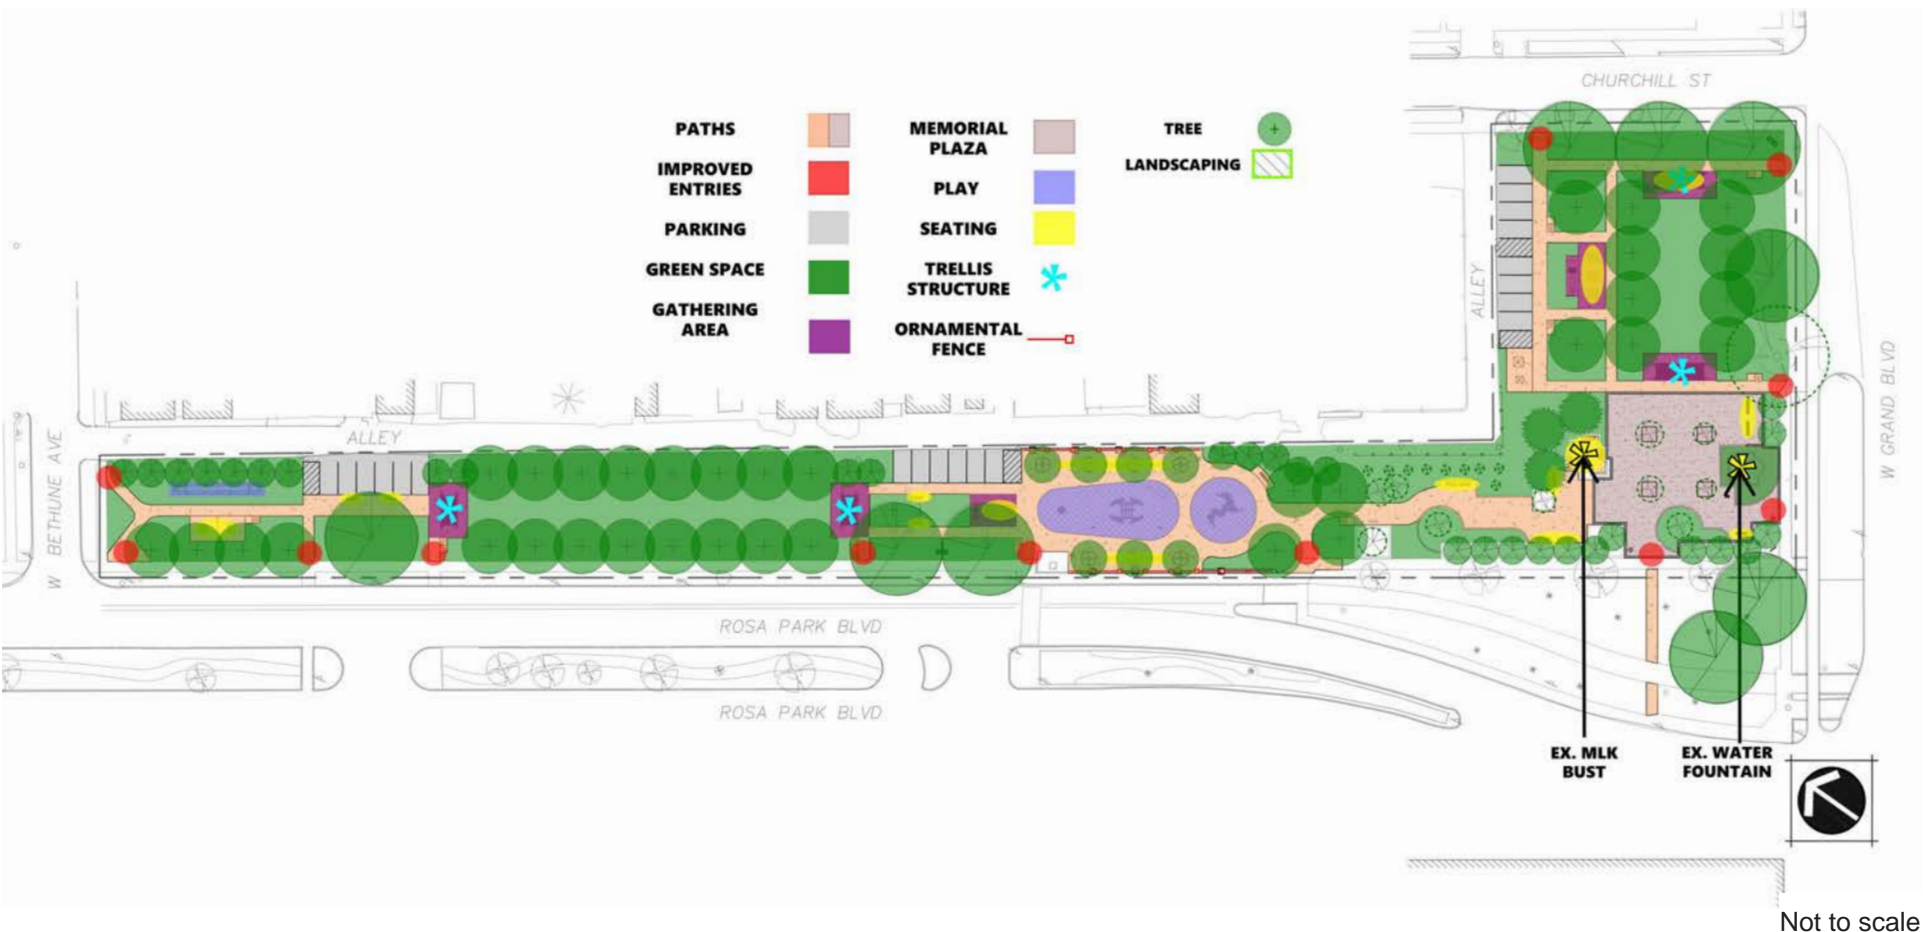 CHURCHILL ST
PATHS
IMPROVED
ENTRIES
PARKING
GREEN SPACE
GATHERING
AREA
MEMORIAL
PLAZA
PLAY
SEATING
TRELLIS
STRUCTURE
ORNAMENTAL
FENCE
TREE
LANDSCAPING
ALLEY
W GRAND BLVD
ALLEY
W BETHUNE AVE
ROSA PARK BLVD
ROSA PARK BLVD
EX. MLK
BUST
EX. WATER
FOUNTAIN
Not to scale